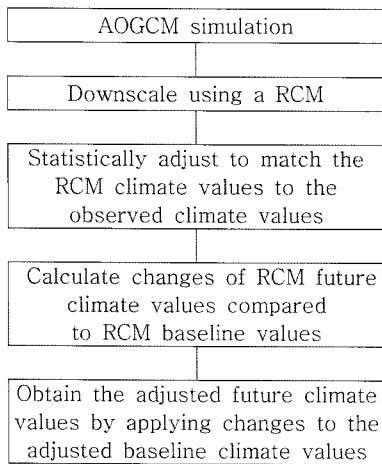 AOGCM simulation
Downscale using a RCM
Statistically adjust to match the
RCM climate values to the
observed climate values
Calculate changes of RCM future
climate values compared
to RCM baseline values
Obtain the adjusted future climate
values by applying changes to the
adjusted baseline climate values